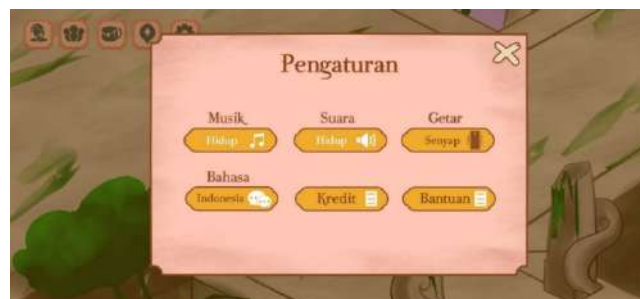 Pengaturan
Musik Suara Getar
Hidup Hidup Senyap
Bahasa
Indonesia Kredit Bantuan